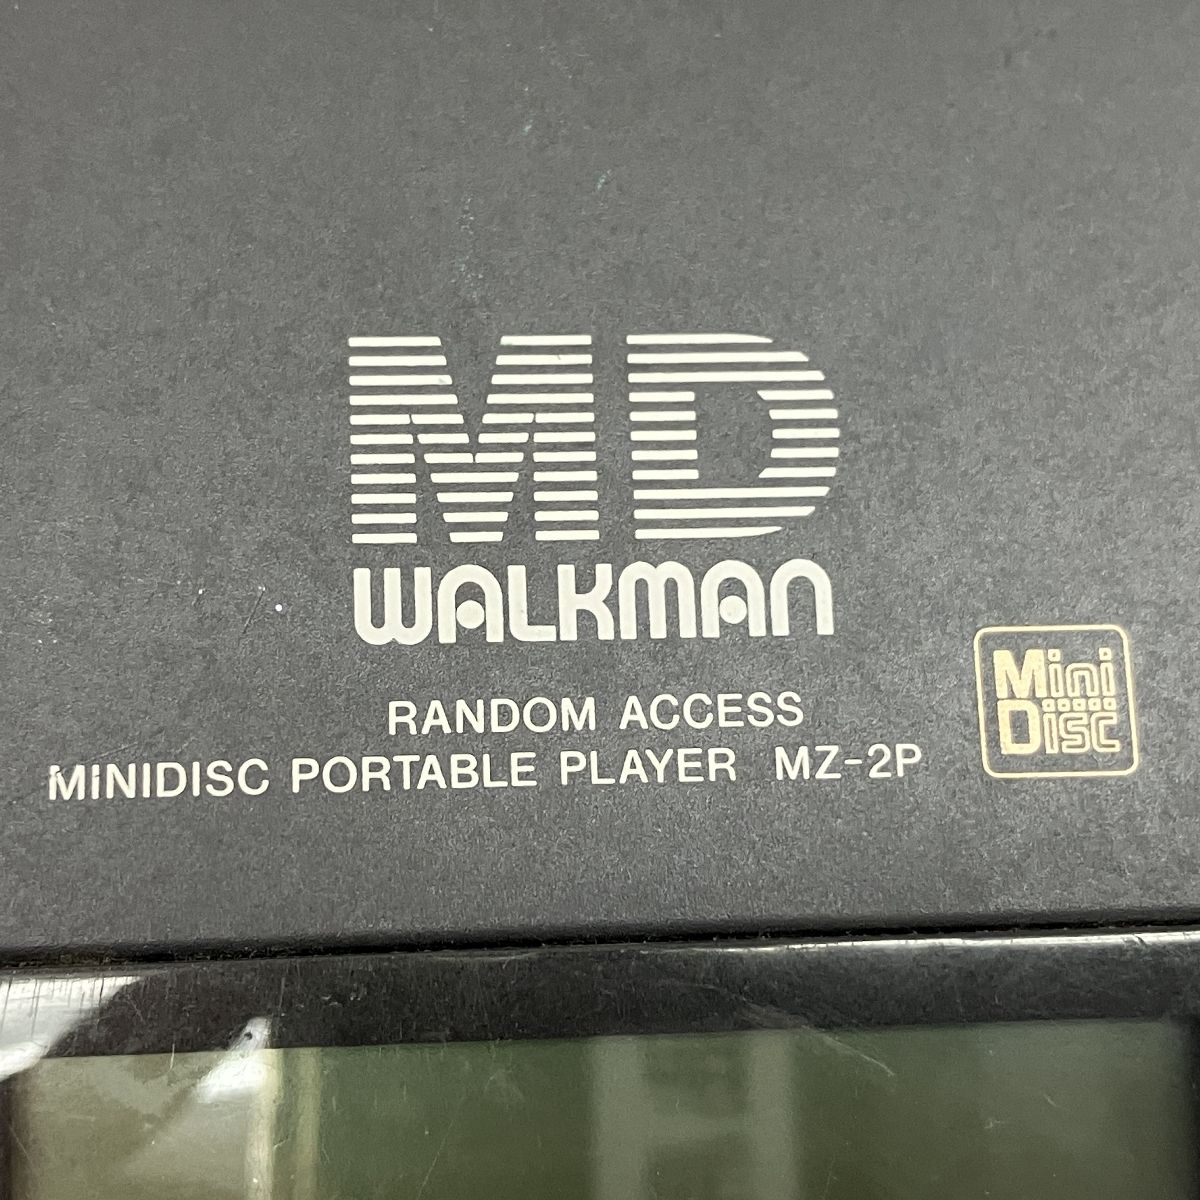 MD
WALKMAN
RANDOM ACCESS
MINIDISC PORTABLE PLAYER MZ-2P
Mini
Disc